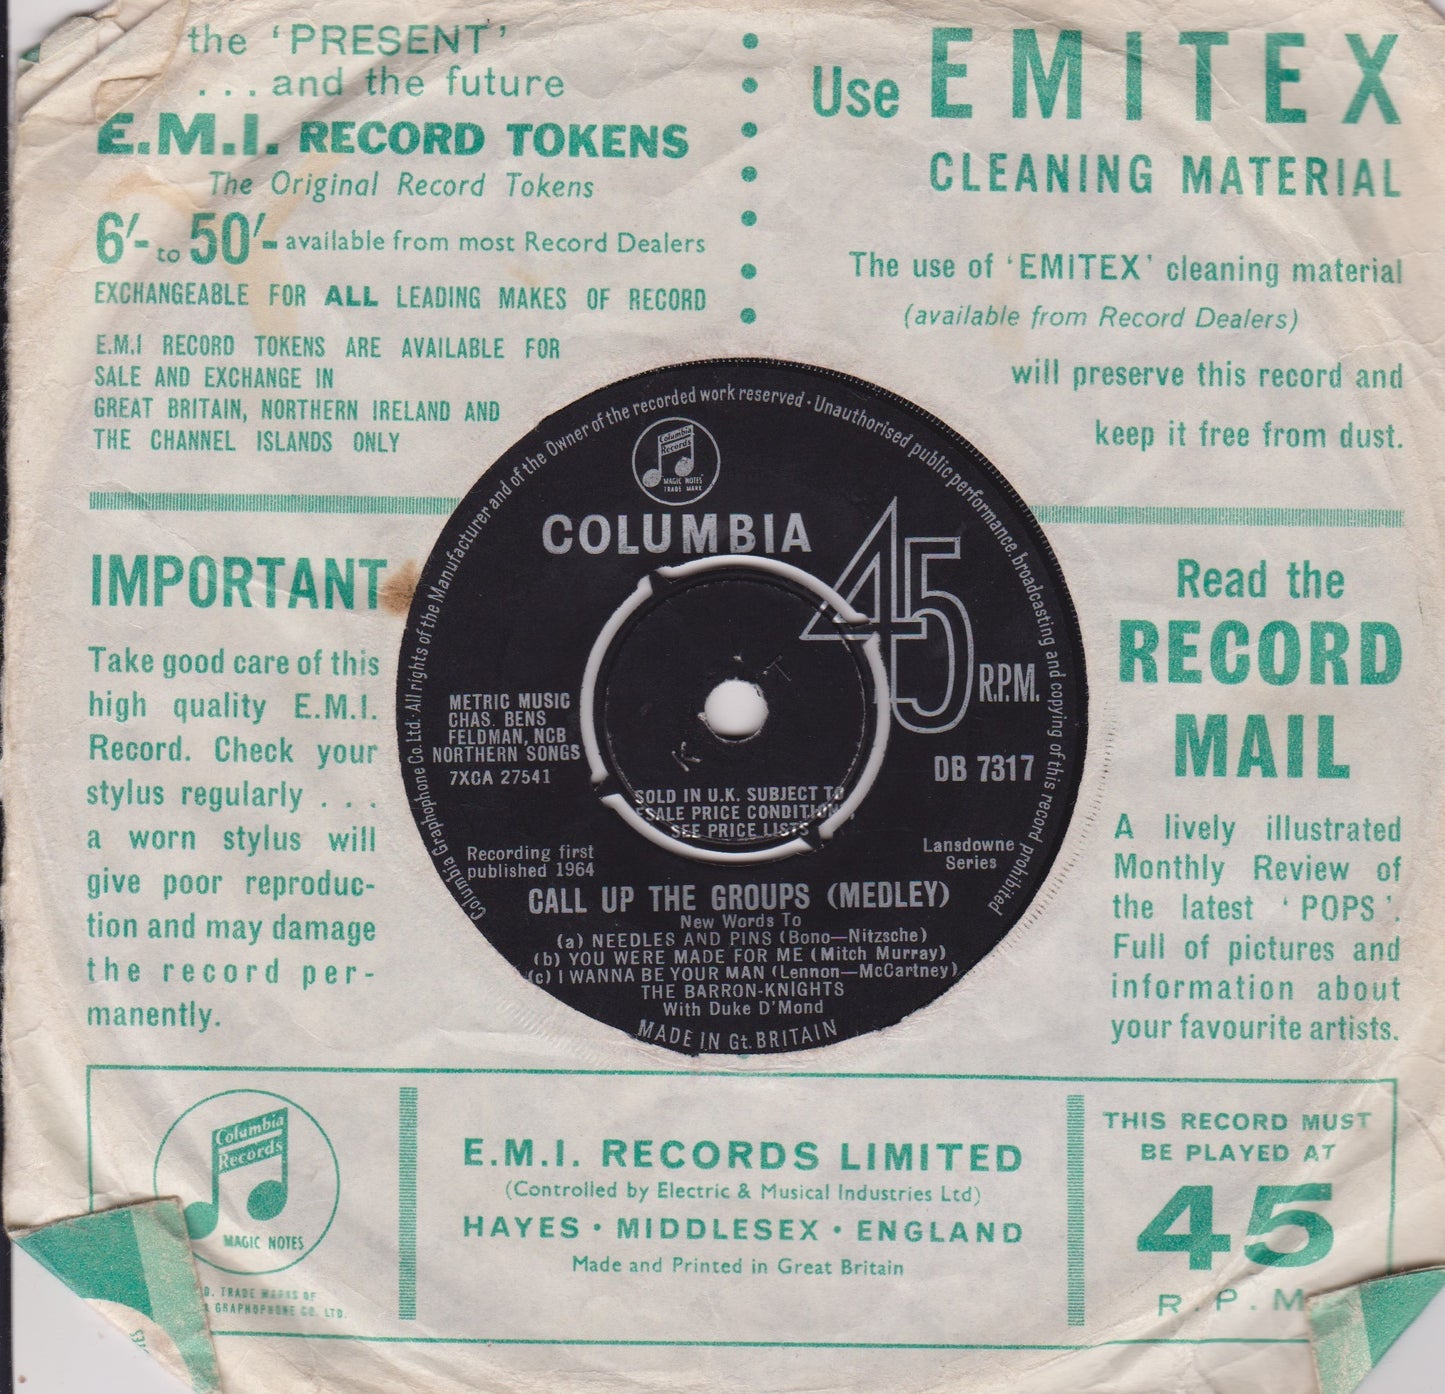 the 'PRESENT'
. . . and the future
E.M.I. RECORD TOKENS
The Original Record Tokens
6/- to 50/- available from most Record Dealers
EXCHANGEABLE FOR ALL LEADING MAKES OF RECORD
E.M.I RECORD TOKENS ARE AVAILABLE FOR
SALE AND EXCHANGE IN
GREAT BRITAIN, NORTHERN IRELAND AND
THE CHANNEL ISLANDS ONLY
Use EMITEX
CLEANING MATERIAL
The use of 'EMITEX' cleaning material
(available from Record Dealers)
will preserve this record and
keep it free from dust.
IMPORTANT
Take good care of this
high quality E.M.I.
Record. Check your
stylus regularly . . .
a worn stylus will
give poor reproduc-
tion and may damage
the record per-
manently.
Columbia Graphophone Co. Ltd. All rights of the Manufacturer and of the Owner of the recorded work reserved · Unauthorised public performance, broadcasting and copying of this record prohibited
Columbia
Records
MAGIC NOTES
TRADE MARK
COLUMBIA
45
R.P.M.
METRIC MUSIC
CHAS. BENS
FELDMAN, NCB
NORTHERN SONGS
7XCA 27541
DB 7317
K T
SOLD IN U.K. SUBJECT TO
ESALE PRICE CONDITION
SEE PRICE LISTS
Recording first
published 1964
Lansdowne
Series
CALL UP THE GROUPS (MEDLEY)
New Words To
(a) NEEDLES AND PINS (Bono—Nitzsche)
(b) YOU WERE MADE FOR ME (Mitch Murray)
(c) I WANNA BE YOUR MAN (Lennon—McCartney)
THE BARRON-KNIGHTS
With Duke D'Mond
MADE IN Gt. BRITAIN
Read the
RECORD
MAIL
A lively illustrated
Monthly Review of
the latest 'POPS'.
Full of pictures and
information about
your favourite artists.
Columbia
Records
MAGIC NOTES
D. TRADE MARKS OF
GRAPHOPHONE CO. LTD.
E.M.I. RECORDS LIMITED
(Controlled by Electric & Musical Industries Ltd)
HAYES · MIDDLESEX · ENGLAND
Made and Printed in Great Britain
THIS RECORD MUST
BE PLAYED AT
45
R.P.M.